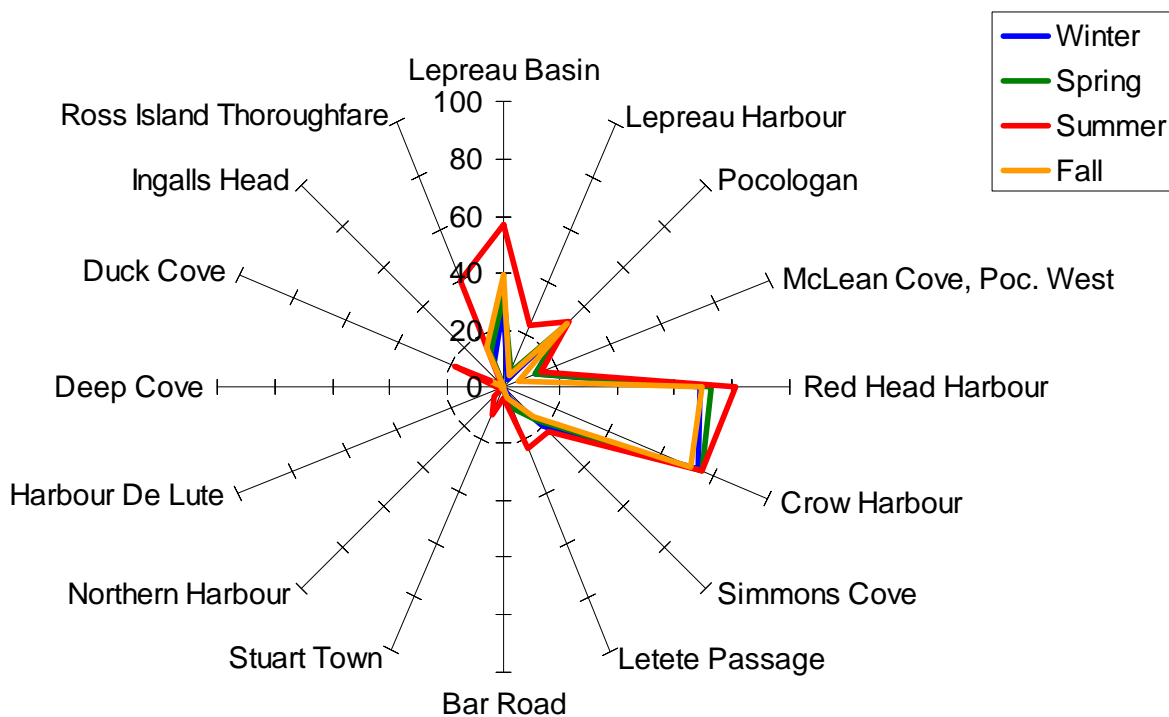 Winter
Spring
Summer
Fall
Lepreau Basin
Lepreau Harbour
Pocologan
McLean Cove, Poc. West
Red Head Harbour
Crow Harbour
Simmons Cove
Letete Passage
Bar Road
Stuart Town
Northern Harbour
Harbour De Lute
Deep Cove
Duck Cove
Ingalls Head
Ross Island Thoroughfare
100
80
60
40
20
0